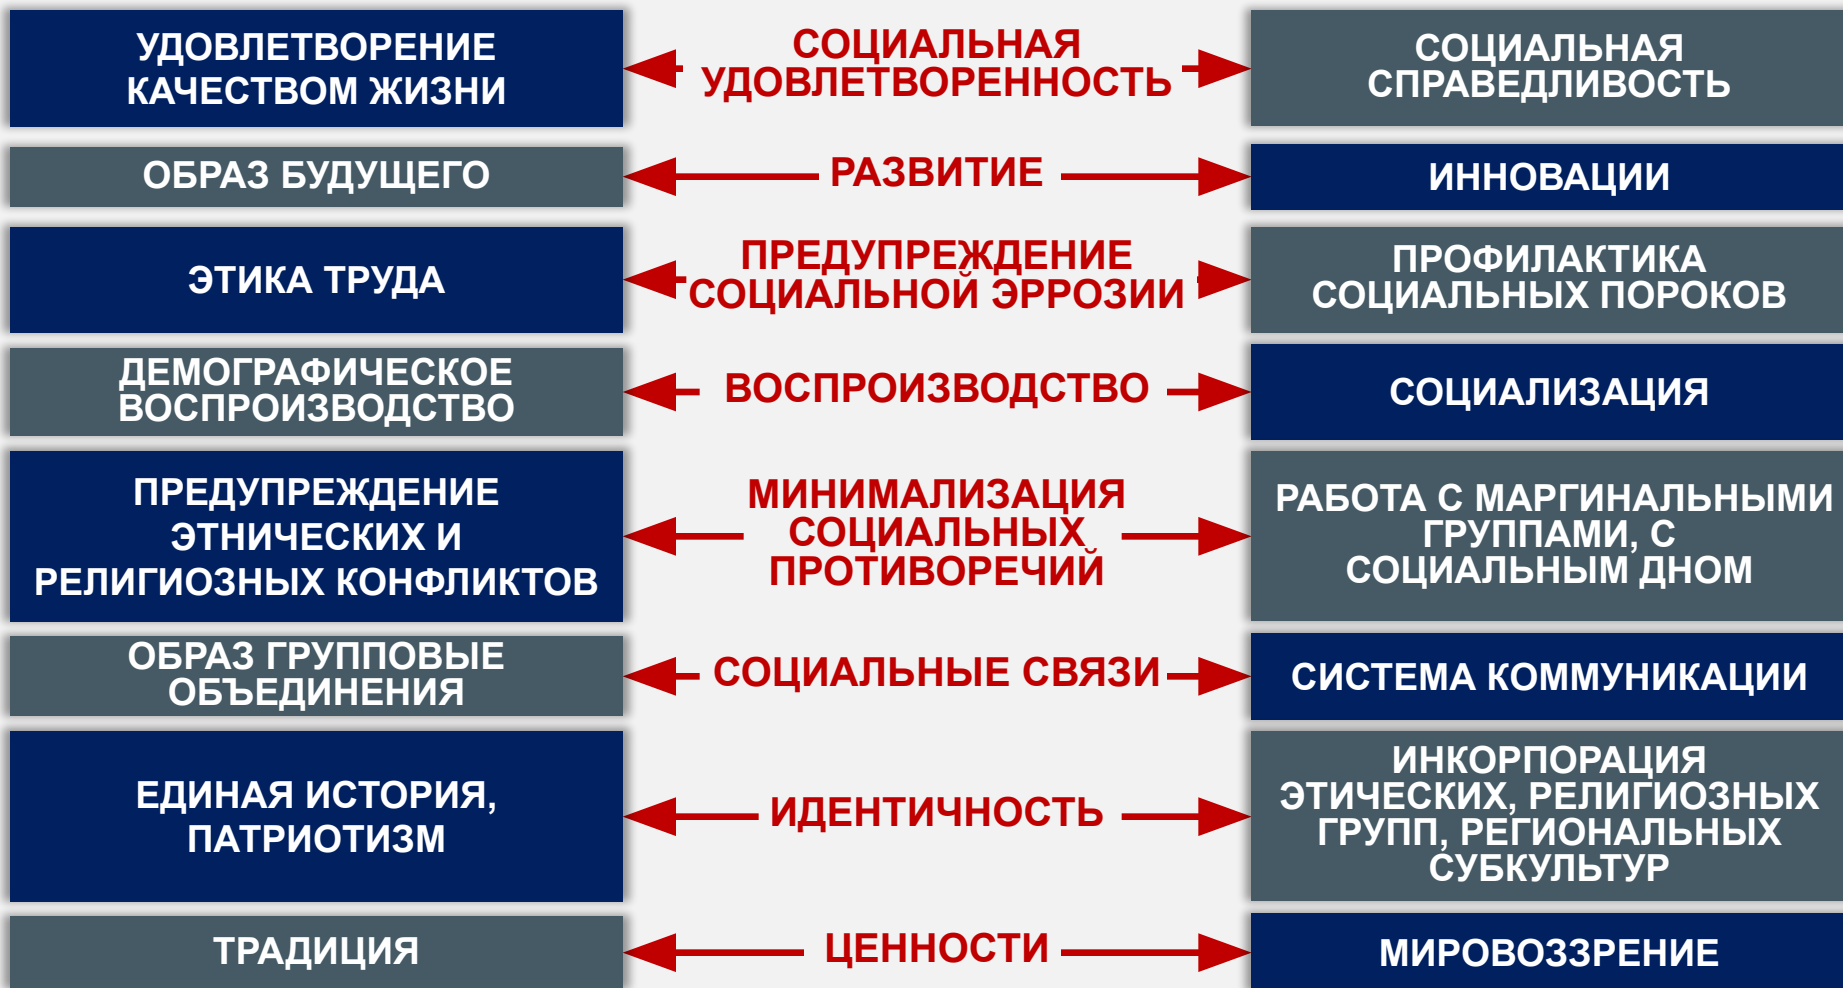 УДОВЛЕТВОРЕНИЕ
КАЧЕСТВОМ ЖИЗНИ
СОЦИАЛЬНАЯ
УДОВЛЕТВОРЕННОСТЬ
СОЦИАЛЬНАЯ
СПРАВЕДЛИВОСТЬ
ОБРАЗ БУДУЩЕГО
РАЗВИТИЕ
ИННОВАЦИИ
ЭТИКА ТРУДА
ПРЕДУПРЕЖДЕНИЕ
СОЦИАЛЬНОЙ ЭРРОЗИИ
ПРОФИЛАКТИКА
СОЦИАЛЬНЫХ ПОРОКОВ
ДЕМОГРАФИЧЕСКОЕ
ВОСПРОИЗВОДСТВО
ВОСПРОИЗВОДСТВО
СОЦИАЛИЗАЦИЯ
ПРЕДУПРЕЖДЕНИЕ
ЭТНИЧЕСКИХ И
РЕЛИГИОЗНЫХ КОНФЛИКТОВ
МИНИМАЛИЗАЦИЯ
СОЦИАЛЬНЫХ
ПРОТИВОРЕЧИЙ
РАБОТА С МАРГИНАЛЬНЫМИ
ГРУППАМИ, С
СОЦИАЛЬНЫМ ДНОМ
ОБРАЗ ГРУППОВЫЕ
ОБЪЕДИНЕНИЯ
СОЦИАЛЬНЫЕ СВЯЗИ
СИСТЕМА КОММУНИКАЦИИ
ЕДИНАЯ ИСТОРИЯ,
ПАТРИОТИЗМ
ИДЕНТИЧНОСТЬ
ИНКОРПОРАЦИЯ
ЭТИЧЕСКИХ, РЕЛИГИОЗНЫХ
ГРУПП, РЕГИОНАЛЬНЫХ
СУБКУЛЬТУР
ТРАДИЦИЯ
ЦЕННОСТИ
МИРОВОЗЗРЕНИЕ